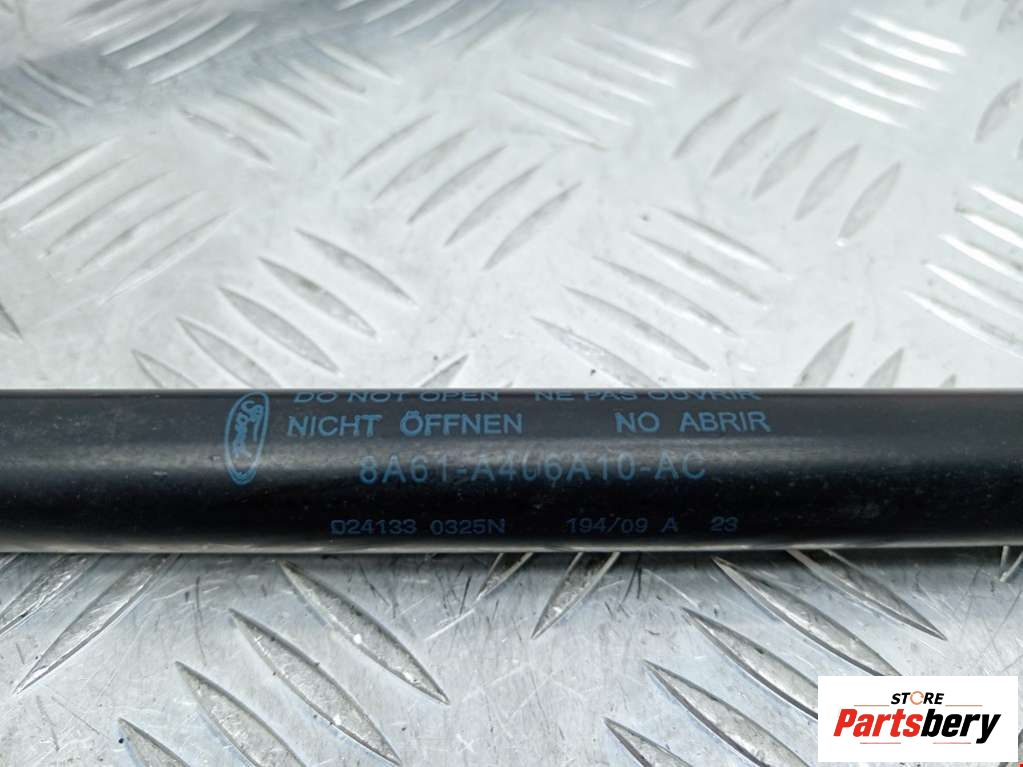 DO NOT OPEN NE PAS OUVRIR
Ford
NICHT ÖFFNEN NO ABRIR
8A61-A406A10-AC
D24133 0325N 194/09 A 23
STORE
Partsbery